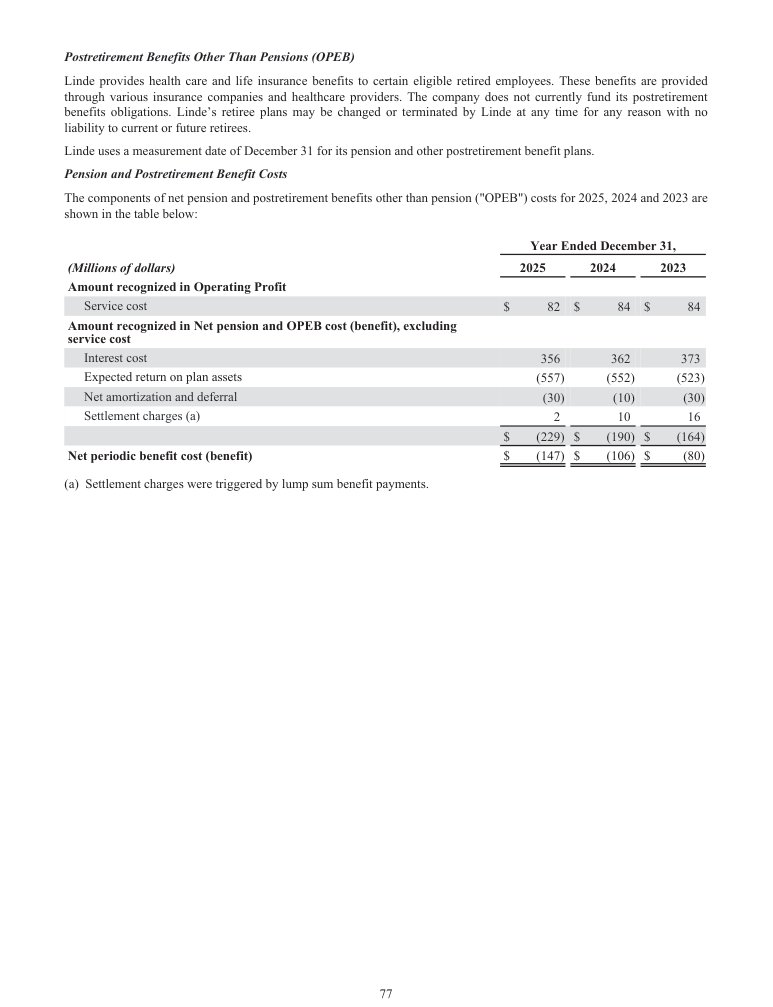 Postretirement Benefits Other Than Pensions (OPEB)
Linde provides health care and life insurance benefits to certain eligible retired employees. These benefits are provided
through various insurance companies and healthcare providers. The company does not currently fund its postretirement
benefits obligations. Linde's retiree plans may be changed or terminated by Linde at any time for any reason with no
liability to current or future retirees.
Linde uses a measurement date of December 31 for its pension and other postretirement benefit plans.
Pension and Postretirement Benefit Costs
The components of net pension and postretirement benefits other than pension ("OPEB") costs for 2025, 2024 and 2023 are
shown in the table below:
Year Ended December 31,
(Millions of dollars) 2025 2024 2023
Amount recognized in Operating Profit
Service cost $ 82 $ 84 $ 84
Amount recognized in Net pension and OPEB cost (benefit), excluding
service cost
Interest cost 356 362 373
Expected return on plan assets (557) (552) (523)
Net amortization and deferral (30) (10) (30)
Settlement charges (a) 2 10 16
$ (229) $ (190) $ (164)
Net periodic benefit cost (benefit) $ (147) $ (106) $ (80)
(a) Settlement charges were triggered by lump sum benefit payments.
77